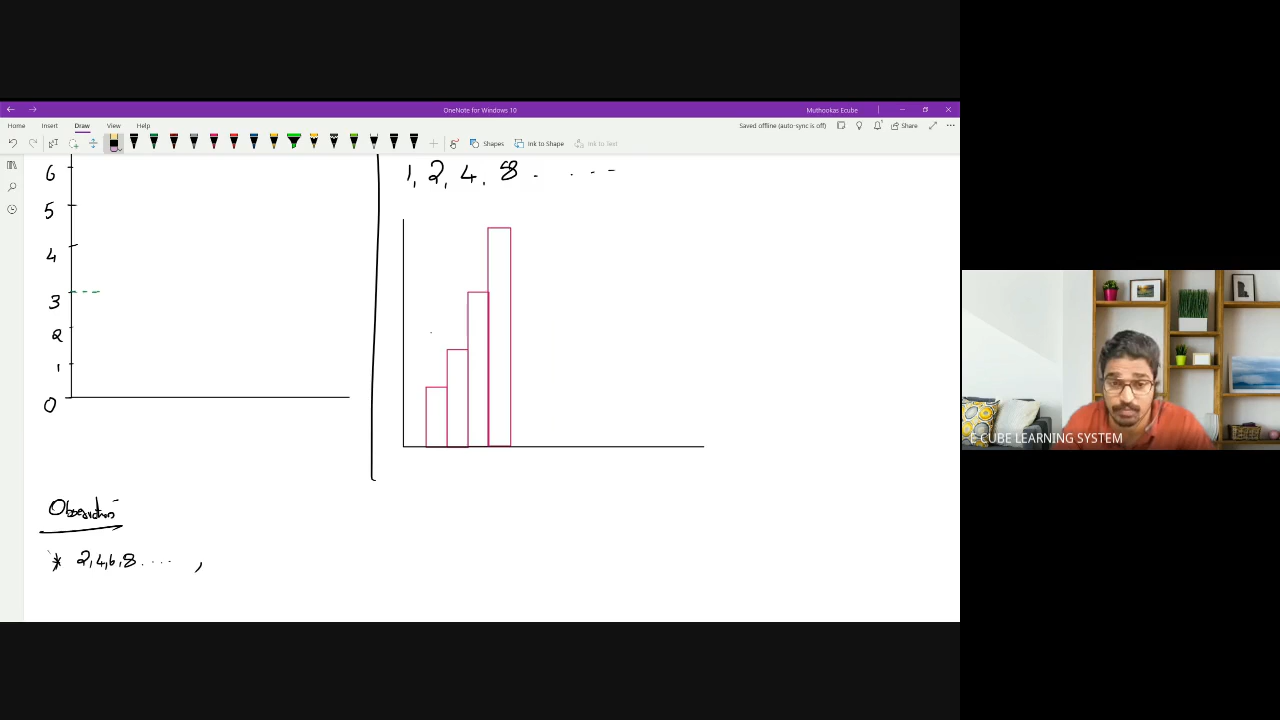 OneNote for Windows 10
Muthookas Ecube
Home Insert Draw View Help
Saved offline (auto-sync is off)
Share
Shapes
Ink to Shape
Ink to Text
6
5
4
3
2
1
0
1, 2, 4, 8 . . . . .
Observations
* 2, 4, 6, 8 . . . . ,
E CUBE LEARNING SYSTEM